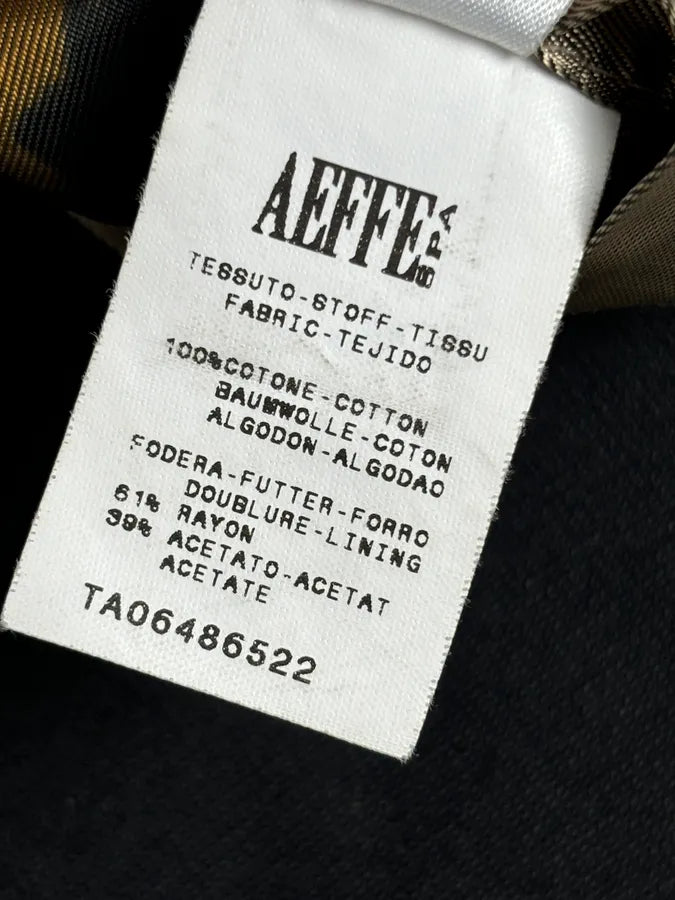 AEFFE SPA
TESSUTO-STOFF-TISSU
FABRIC-TEJIDO
100%COTONE-COTTON
BAUMWOLLE-COTON
ALGODON-ALGODAO
FODERA-FUTTER-FORRO
DOUBLURE-LINING
61% RAYON
39% ACETATO-ACETAT
ACETATE
TA06486522